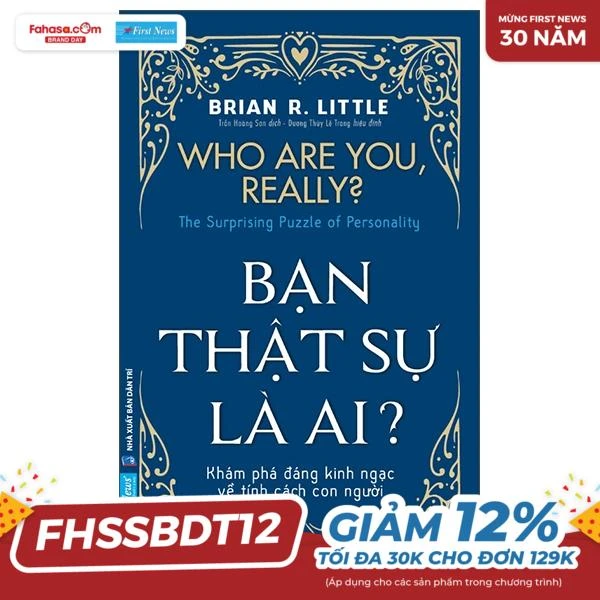 Fahasa.com
BRAND DAY
First News
MỪNG FIRST NEWS
30 NĂM
BRIAN R. LITTLE
Trần Hoàng Sơn dịch - Dương Thùy Lê Trang hiệu đính
WHO ARE YOU,
REALLY?
The Surprising Puzzle of Personality
BẠN
THẬT SỰ
LÀ AI?
NHÀ XUẤT BẢN DÂN TRÍ
Khám phá đáng kinh ngạc
về tính cách con người
News
FHSSBDT12
GIẢM 12%
TỐI ĐA 30K CHO ĐƠN 129K
(Áp dụng cho các sản phẩm trong chương trình)